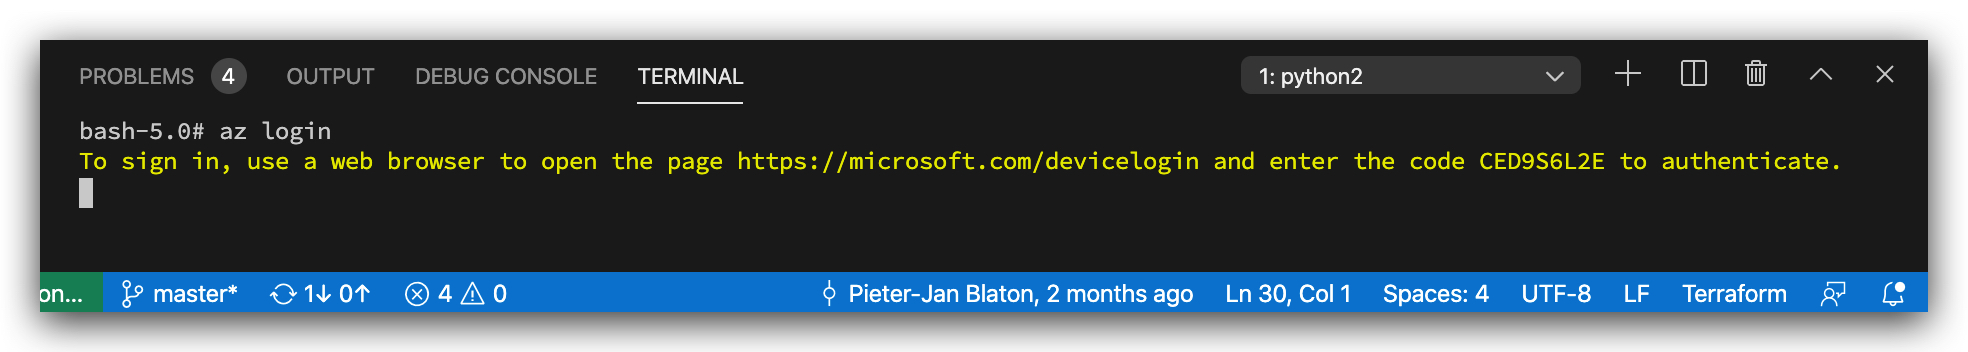 PROBLEMS 4 OUTPUT DEBUG CONSOLE TERMINAL 1: python2
bash-5.0# az login
To sign in, use a web browser to open the page https://microsoft.com/devicelogin and enter the code CED9S6L2E to authenticate.
on... master* 1↓ 0↑ 4 0 Pieter-Jan Blaton, 2 months ago Ln 30, Col 1 Spaces: 4 UTF-8 LF Terraform